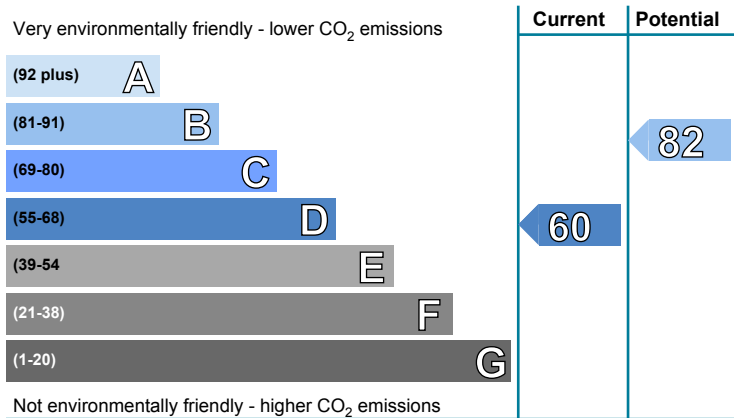 Very environmentally friendly - lower CO₂ emissions
Current
Potential
(92 plus) A
(81-91) B
82
(69-80) C
(55-68) D
60
(39-54 E
(21-38) F
(1-20) G
Not environmentally friendly - higher CO₂ emissions